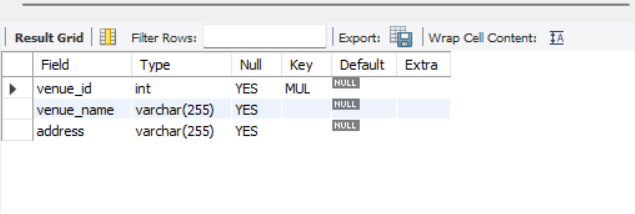 Result Grid Filter Rows: Export: Wrap Cell Content: IA
Field Type Null Key Default Extra
venue_id int YES MUL NULL
venue_name varchar(255) YES NULL
address varchar(255) YES NULL